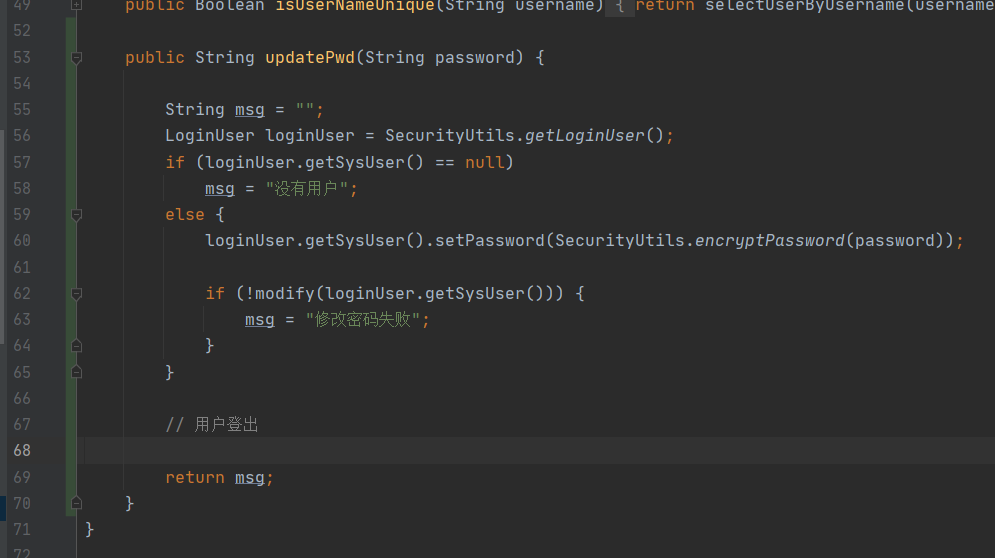 49 public Boolean isUserNameUnique(String username) { return selectUserByUsername(username
52
53 public String updatePwd(String password) {
54
55 String msg = "";
56 LoginUser loginUser = SecurityUtils.getLoginUser();
57 if (loginUser.getSysUser() == null)
58 msg = "没有用户";
59 else {
60 loginUser.getSysUser().setPassword(SecurityUtils.encryptPassword(password));
61
62 if (!modify(loginUser.getSysUser())) {
63 msg = "修改密码失败";
64 }
65 }
66
67 // 用户登出
68
69 return msg;
70 }
71 }
72